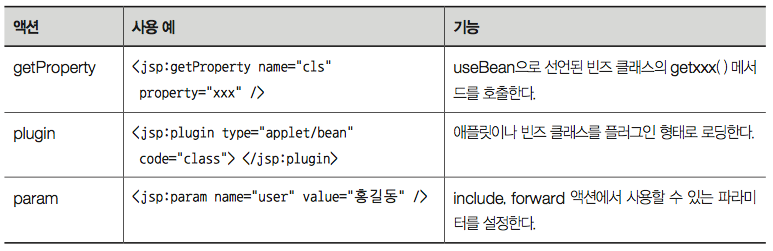 액션 사용 예 기능
getProperty <jsp:getProperty name="cls" useBean으로 선언된 빈즈 클래스의 getxxx( ) 메서
property="xxx" /> 드를 호출한다.
plugin <jsp:plugin type="applet/bean" 애플릿이나 빈즈 클래스를 플러그인 형태로 로딩한다.
code="class"> </jsp:plugin>
param <jsp:param name="user" value="홍길동" /> include, forward 액션에서 사용할 수 있는 파라미
터를 설정한다.